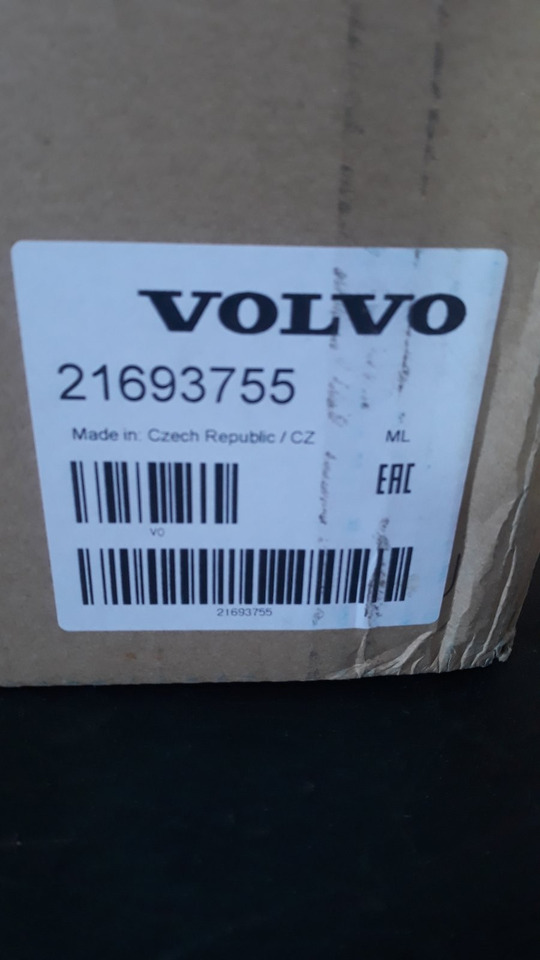 VOLVO
21693755
Made in: Czech Republic / CZ ML
EAC
VO
21693755